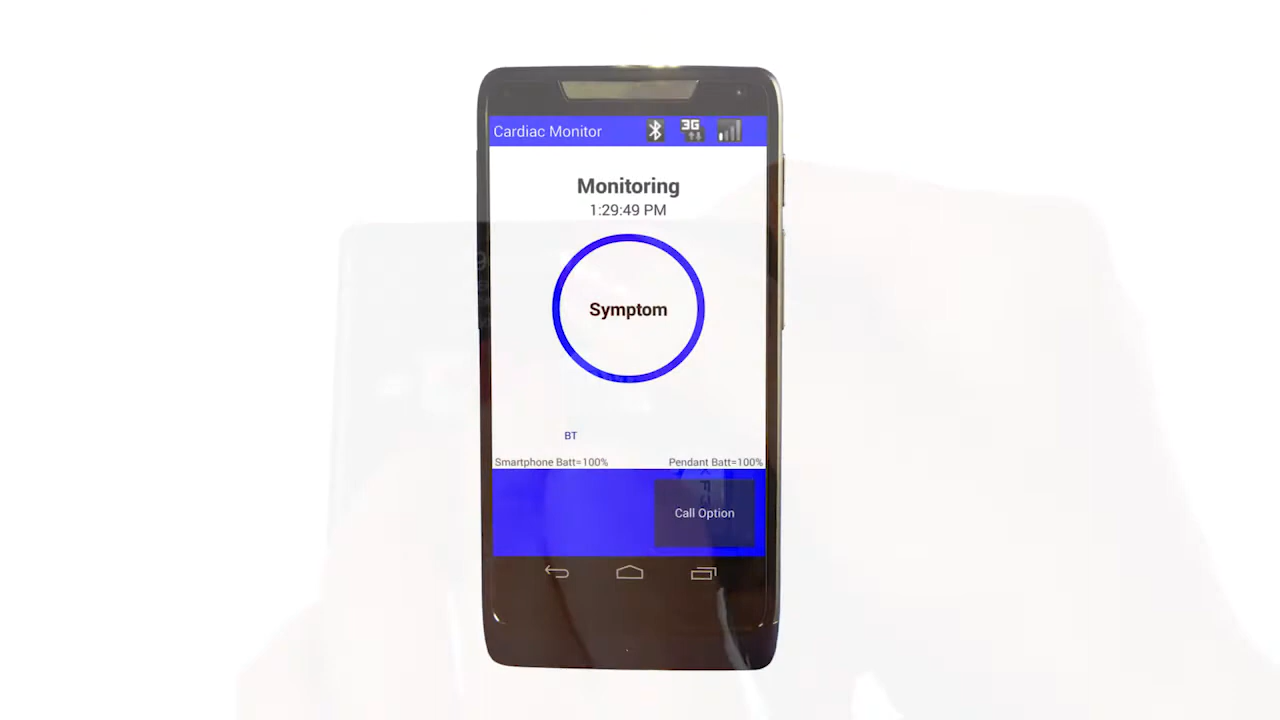 Cardiac Monitor
3G
Monitoring
1:29:49 PM
Symptom
BT
Smartphone Batt=100%
Pendant Batt=100%
Call Option